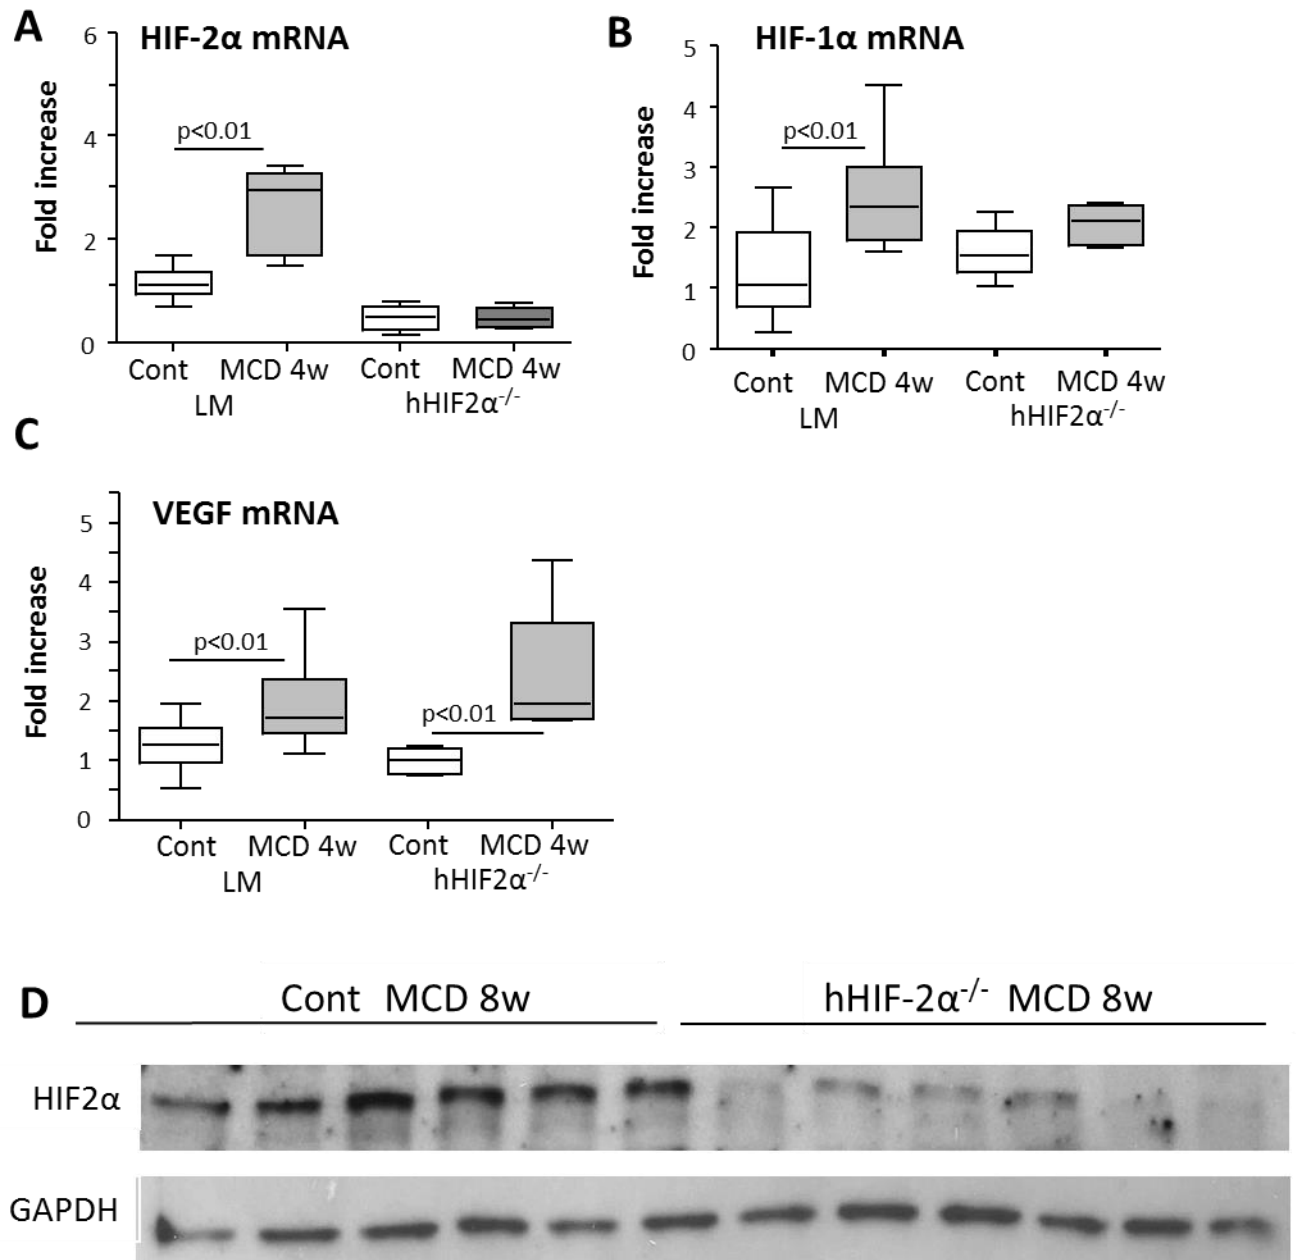 A
HIF-2α mRNA
Fold increase
6
4
2
0
p<0.01
Cont MCD 4w Cont MCD 4w
LM hHIF2α-/-
B
HIF-1α mRNA
Fold increase
5
4
3
2
1
0
p<0.01
Cont MCD 4w Cont MCD 4w
LM hHIF2α-/-
C
VEGF mRNA
Fold increase
5
4
3
2
1
0
p<0.01
p<0.01
Cont MCD 4w Cont MCD 4w
LM hHIF2α-/-
D
Cont MCD 8w hHIF-2α-/- MCD 8w
HIF2α
GAPDH